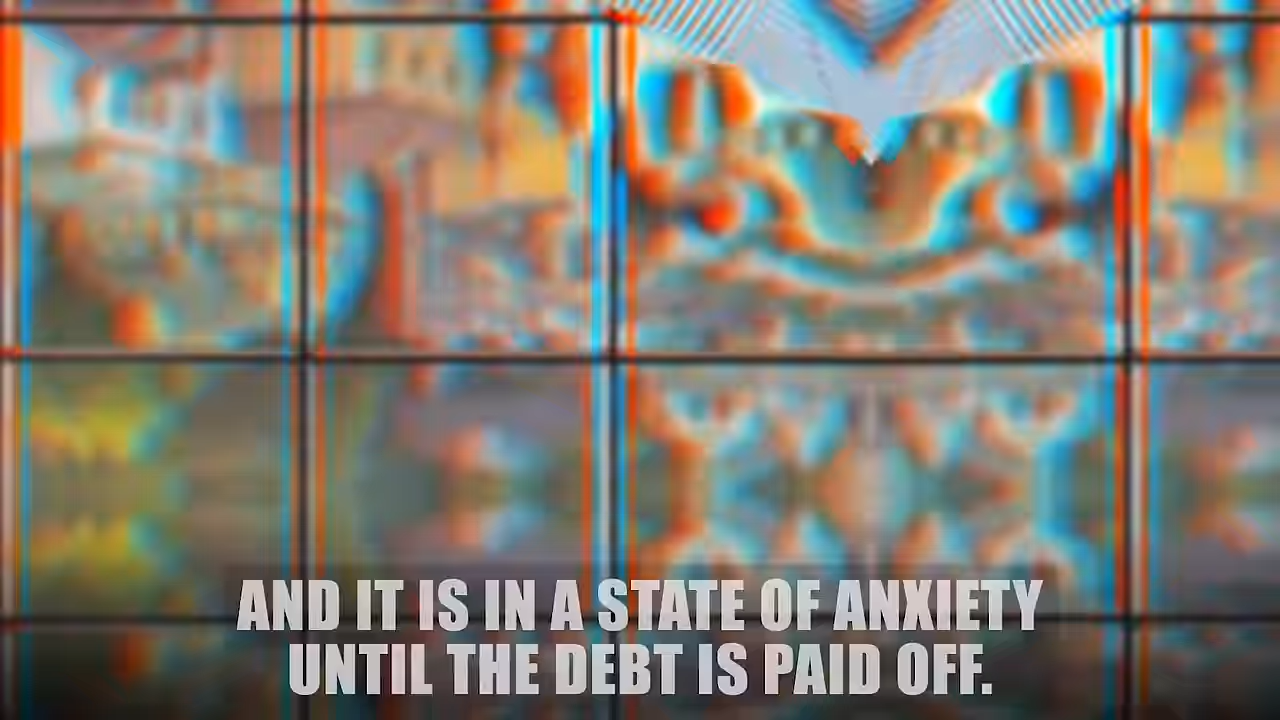 AND IT IS IN A STATE OF ANXIETY
UNTIL THE DEBT IS PAID OFF.